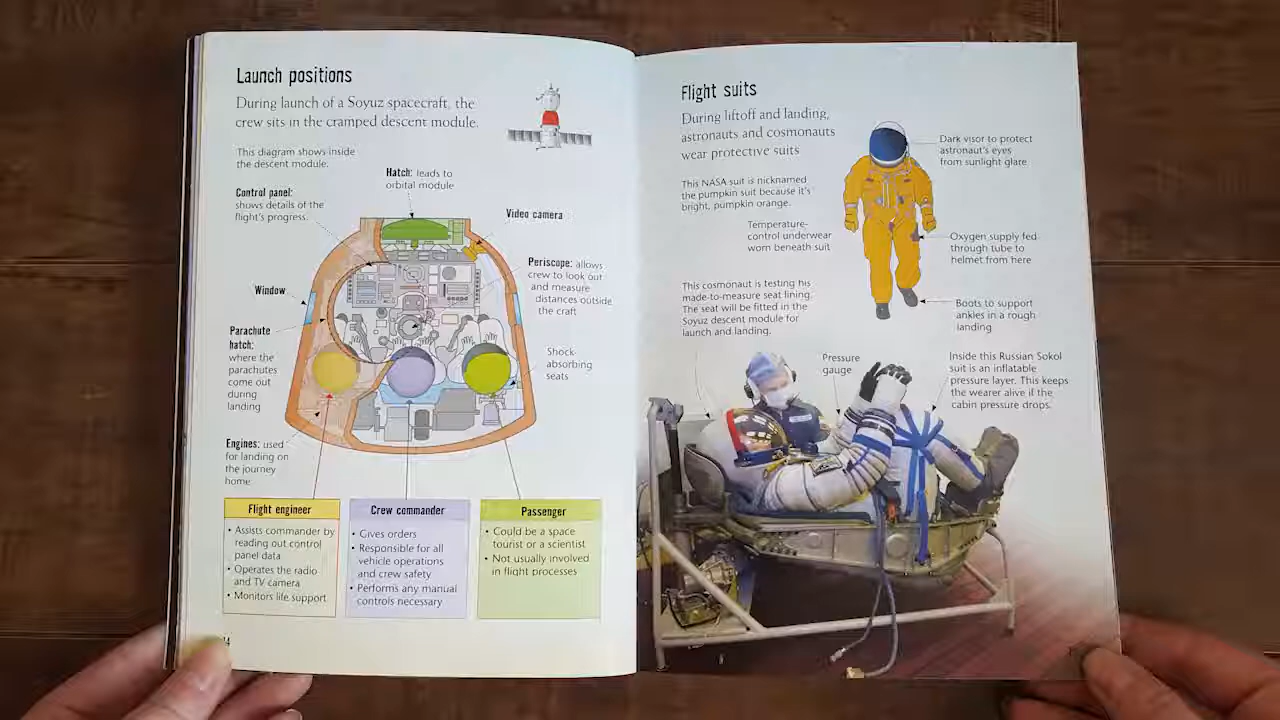 Launch positions
During launch of a Soyuz spacecraft, the
crew sits in the cramped descent module.
This diagram shows inside
the descent module.
Control panel:
shows details of the
flight's progress.
Hatch: leads to
orbital module
Video camera
Periscope: allows
crew to look out
and measure
distances outside
the craft
Window
Parachute
hatch:
where the
parachutes
come out
during
landing
Shock-
absorbing
seats
Engines: used
for landing on
the journey
home
Flight engineer
• Assists commander by
reading out control
panel data
• Operates the radio
and TV camera
• Monitors life support
Crew commander
• Gives orders
• Responsible for all
vehicle operations
and crew safety
• Performs any manual
controls necessary
Passenger
• Could be a space
tourist or a scientist
• Not usually involved
in flight processes
Flight suits
During liftoff and landing,
astronauts and cosmonauts
wear protective suits
This NASA suit is nicknamed
the pumpkin suit because it's
bright, pumpkin orange.
Temperature-
control underwear
worn beneath suit
Dark visor to protect
astronaut's eyes
from sunlight glare.
Oxygen supply fed
through tube to
helmet from here
Boots to support
ankles in a rough
landing
This cosmonaut is testing his
made-to-measure seat lining.
The seat will be fitted in the
Soyuz descent module for
launch and landing.
Pressure
gauge
Inside this Russian Sokol
suit is an inflatable
pressure layer. This keeps
the wearer alive if the
cabin pressure drops.